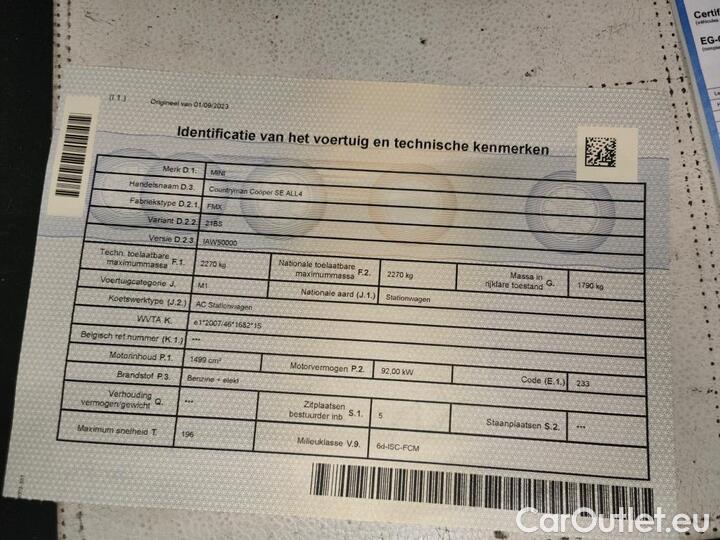 (I.1.) Origineel van 01/09/2023
Identificatie van het voertuig en technische kenmerken
Merk D.1. MINI
Handelsnaam D.3. Countryman Cooper SE ALL4
Fabriekstype D.2.1. FMX
Variant D.2.2. 21BS
Versie D.2.3. IAW50000
Techn. toelaatbare maximummassa F.1. 2270 kg Nationale toelaatbare maximummassa F.2. 2270 kg Massa in rijklare toestand G. 1790 kg
Voertuigcategorie J. M1 Nationale aard (J.1.) Stationwagen
Koetswerktype (J.2.) AC Stationwagen
WVTA K. e1*2007/46*1682*15
Belgisch ref.nummer (K.1.) ---
Motorinhoud P.1. 1499 cm³ Motorvermogen P.2. 92,00 kW Code (E.1.) 233
Brandstof P.3. Benzine + elekt
Verhouding vermogen/gewicht Q. --- Zitplaatsen bestuurder inb. S.1. 5 Staanplaatsen S.2. ---
Maximum snelheid T. 196 Milieuklasse V.9. 6d-ISC-FCM
Certif
EG-
CarOutlet.eu